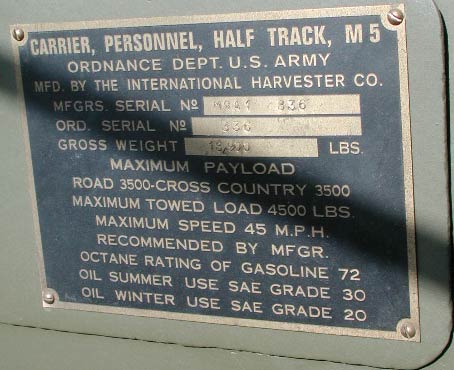 CARRIER, PERSONNEL, HALF TRACK, M 5
ORDNANCE DEPT. U.S. ARMY
MFD. BY THE INTERNATIONAL HARVESTER CO.
MFGRS. SERIAL Nº 836
ORD. SERIAL Nº 336
GROSS WEIGHT LBS.
MAXIMUM PAYLOAD
ROAD 3500-CROSS COUNTRY 3500
MAXIMUM TOWED LOAD 4500 LBS.
MAXIMUM SPEED 45 M.P.H.
RECOMMENDED BY MFGR.
OCTANE RATING OF GASOLINE 72
OIL SUMMER USE SAE GRADE 30
OIL WINTER USE SAE GRADE 20